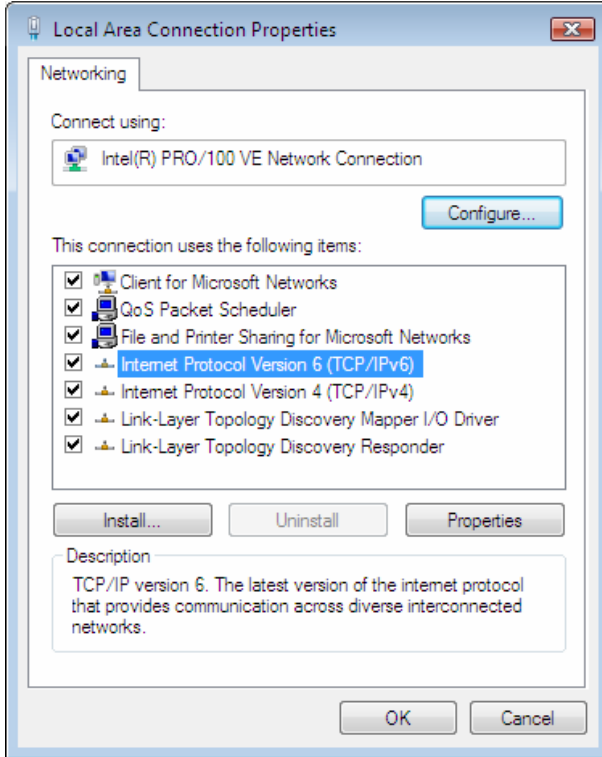 Local Area Connection Properties
Networking
Connect using:
Intel(R) PRO/100 VE Network Connection
Configure...
This connection uses the following items:
Client for Microsoft Networks
QoS Packet Scheduler
File and Printer Sharing for Microsoft Networks
Internet Protocol Version 6 (TCP/IPv6)
Internet Protocol Version 4 (TCP/IPv4)
Link-Layer Topology Discovery Mapper I/O Driver
Link-Layer Topology Discovery Responder
Install... Uninstall Properties
Description
TCP/IP version 6. The latest version of the internet protocol
that provides communication across diverse interconnected
networks.
OK Cancel